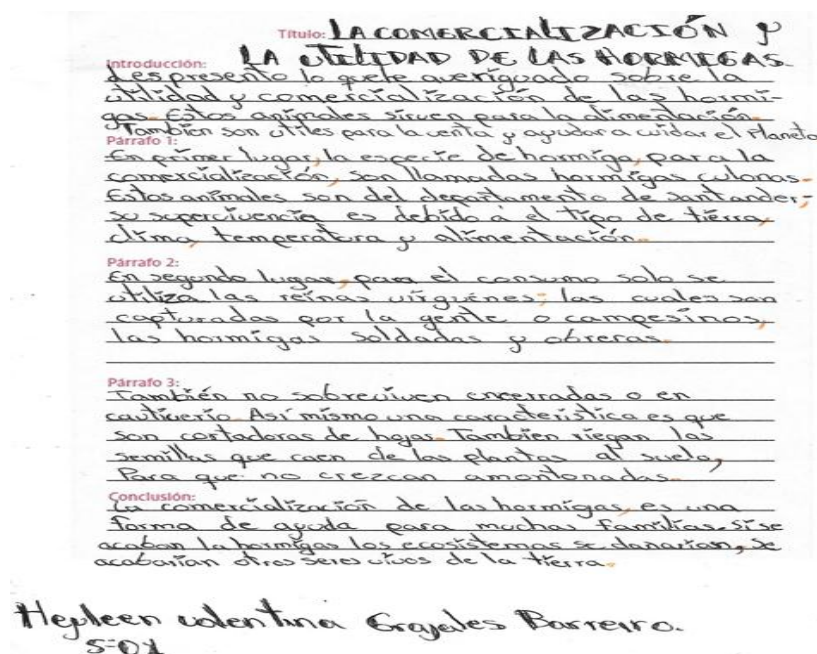 Título: LA COMERCIALIZACIÓN y
LA UTILIDAD DE LAS HORMIGAS.
Introducción:
Les presento lo que e averiguado sobre la
utilidad y comercialización de las hormi-
gas. Estos animales sirven para la alimentación.
Tambien son utiles para la venta y ayudar a cuidar el Planeta
Párrafo 1:
En primer lugar, la especie de hormiga, para la
comercialización, son llamadas hormigas culonas.
Estos animales son del departamento de santander;
su supervivencia es debido a el tipo de tierra,
clima, temperatura y alimentación.
Párrafo 2:
En segundo lugar, para el consumo solo se
utiliza las reinas virguenes; las cuales son
capturadas por la gente o campesinos,
las hormigas soldadas y obreras.
Párrafo 3:
También no sobreviven encerradas o en
cautiverio. Así mismo una característica es que
son cortadoras de hojas. Tambien riegan las
semillas que caen de las plantas al suelo,
Para que no crezcan amontonadas.
Conclusión:
La comercialización de las hormigas, es una
forma de ayuda para muchas familias. si se
acaban la hormigas los ecosistemas se dañarian, se
acabarian otros seres vivos de la tierra.
Heyleen valentina Grajales Barreiro.
5-01